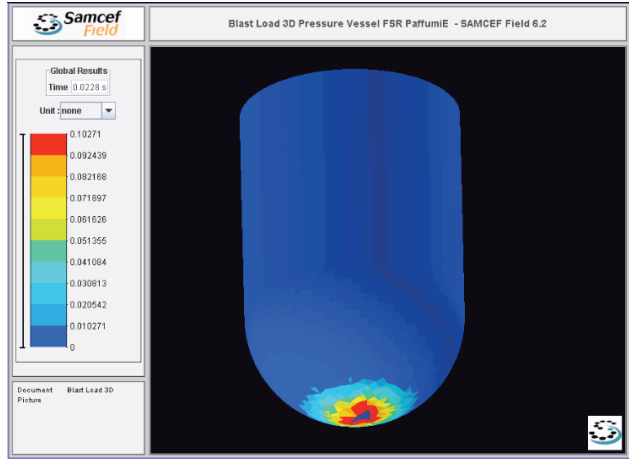 Samcef
Field
Blast Load 3D Pressure Vessel FSR PaffumiE - SAMCEF Field 6.2
Global Results
Time 0.0228 s
Unit : none
0.10271
0.092439
0.082168
0.071897
0.061626
0.051355
0.041084
0.030813
0.020542
0.010271
0
Document Blast Load 3D
Picture